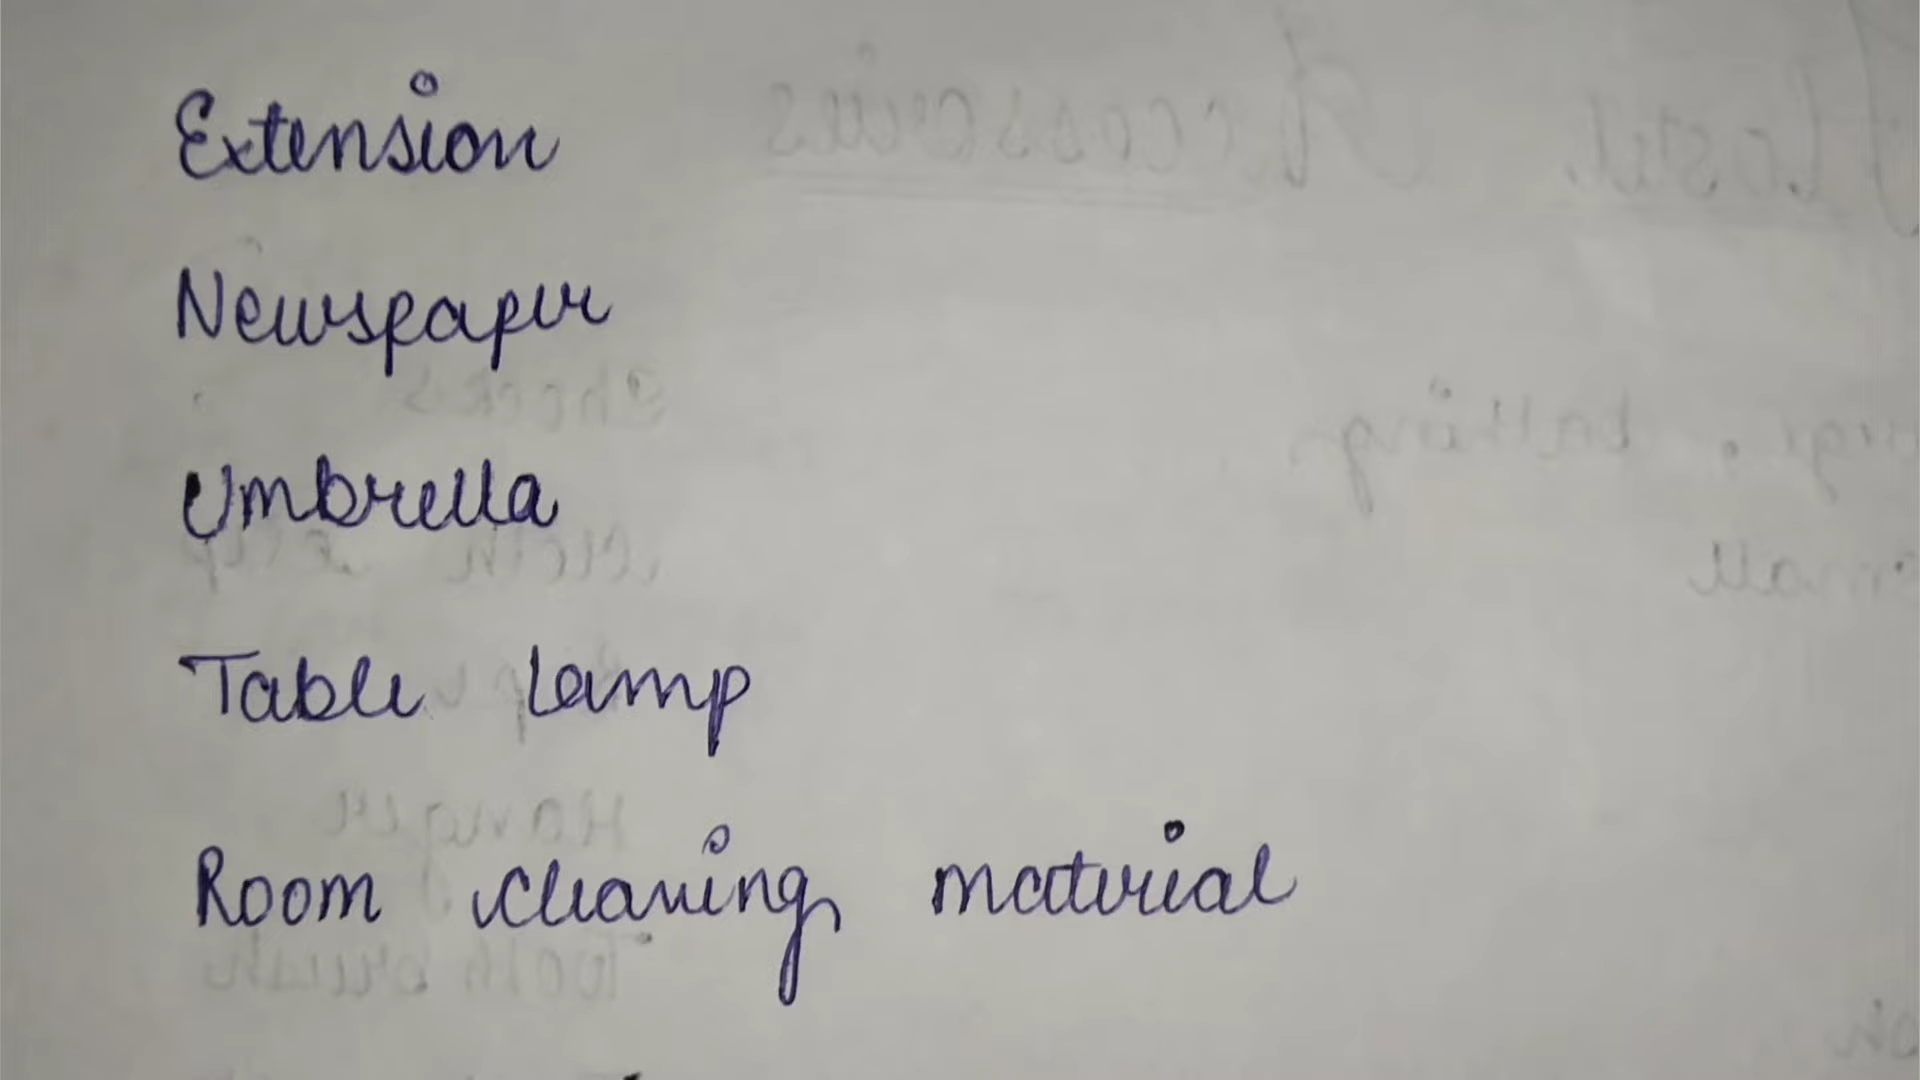 Extension
Newspaper
Umbrella
Table lamp
Room cleaning material